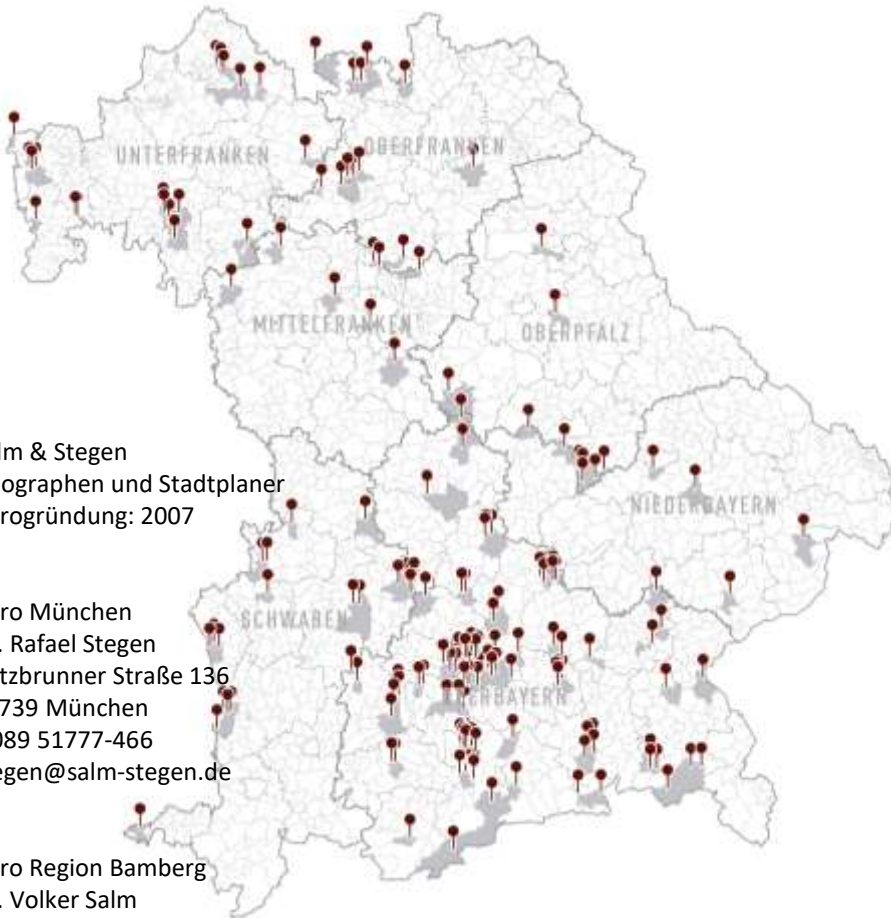 UNTERFRANKEN
OBERFRANKEN
MITTELFRANKEN
OBERPFALZ
lm & Stegen
ographen und Stadtplaner
rogründung: 2007
NIEDERBAYERN
ro München
SCHWABEN
. Rafael Stegen
tzbrunner Straße 136
739 München
OBERBAYERN
089 51777-466
egen@salm-stegen.de
ro Region Bamberg
. Volker Salm